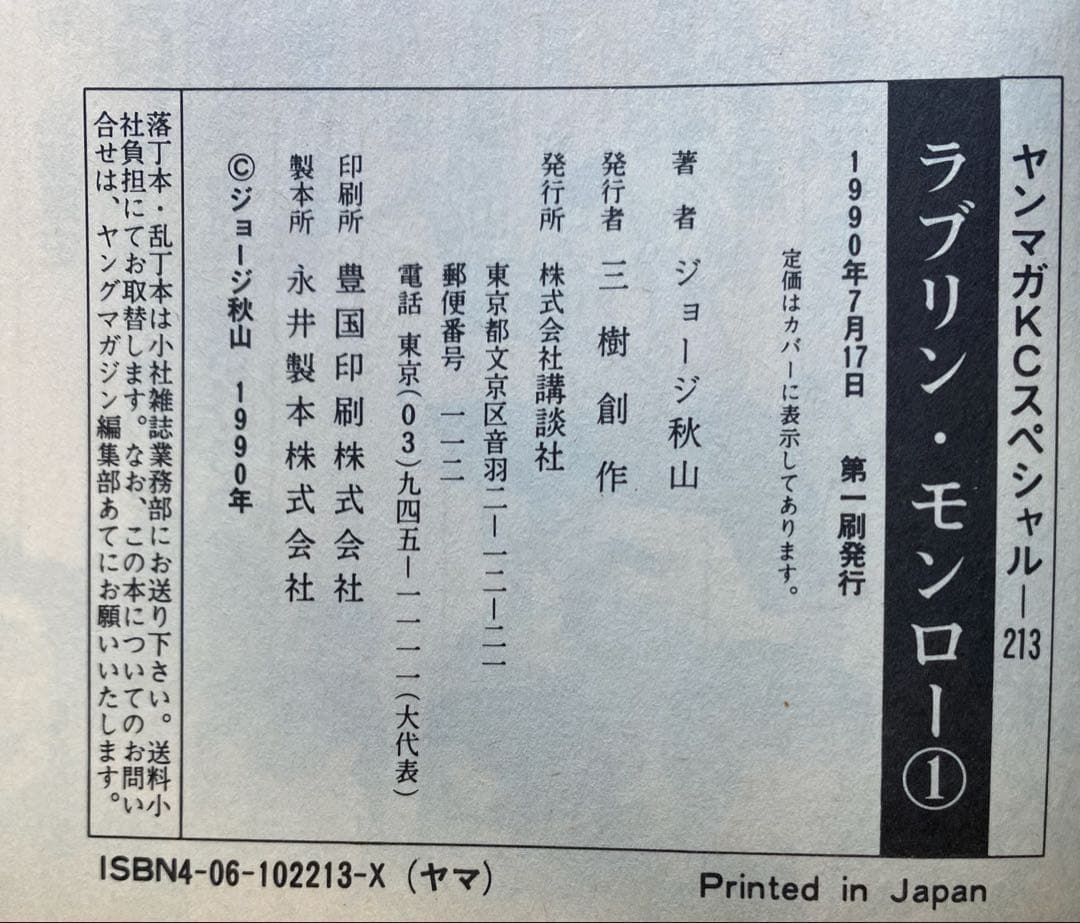 ヤンマガKCスペシャル―213
ラブリン・モンロー①
1990年7月17日 第一刷発行
定価はカバーに表示してあります。
著 者 ジョージ秋山
発行者 三樹創作
発行所 株式会社講談社
東京都文京区音羽二―一二―二一
郵便番号 一一二
電話 東京(03)九四五―一一一一(大代表)
印刷所 豊国印刷株式会社
製本所 永井製本株式会社
©ジョージ秋山 1990年
落丁本・乱丁本は小社雑誌業務部にお送り下さい。送料小
社負担にてお取替します。なお、この本についてのお問い
合せは、ヤングマガジン編集部あてにお願いいたします。
ISBN4-06-102213-X (ヤマ)
Printed in Japan